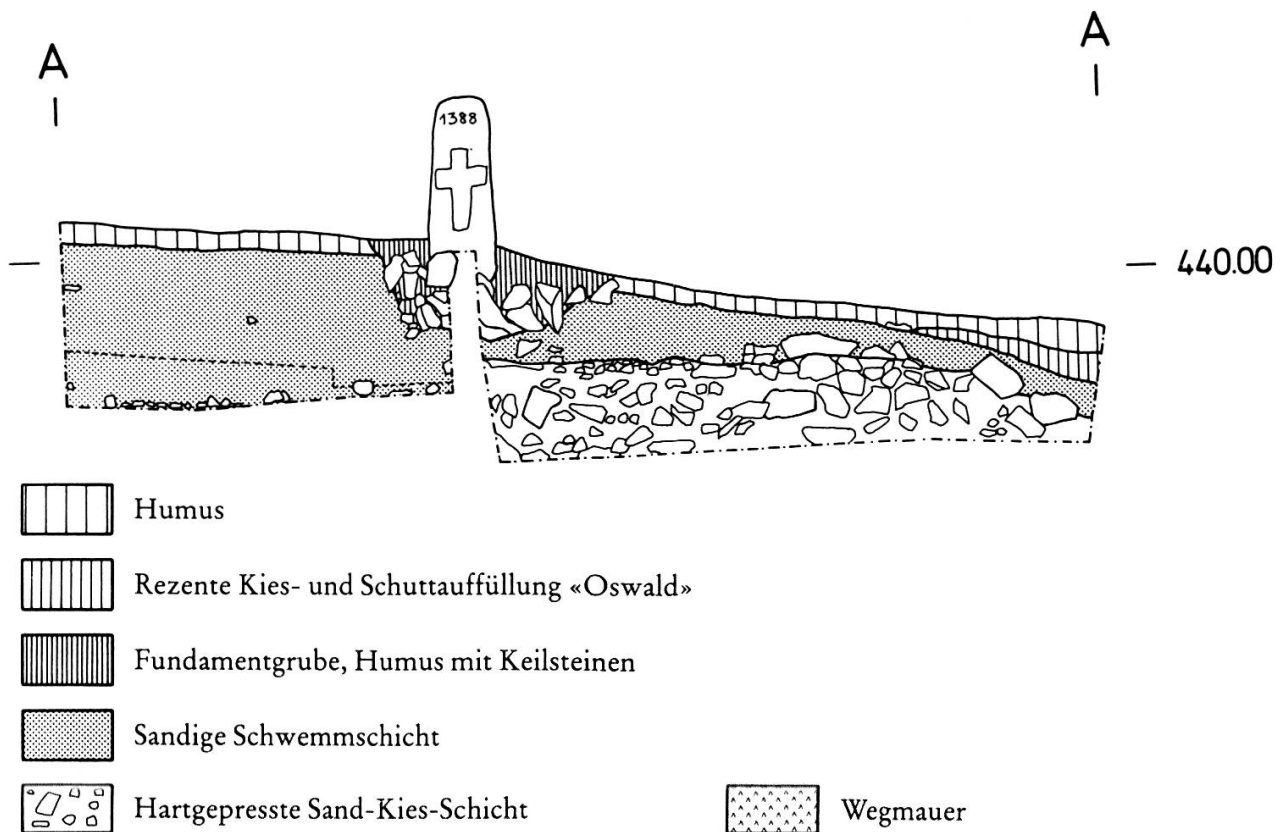 A
A
1388
440.00
Humus
Rezente Kies- und Schuttauffüllung «Oswald»
Fundamentgrube, Humus mit Keilsteinen
Sandige Schwemmschicht
Hartgepresste Sand-Kies-Schicht
Wegmauer